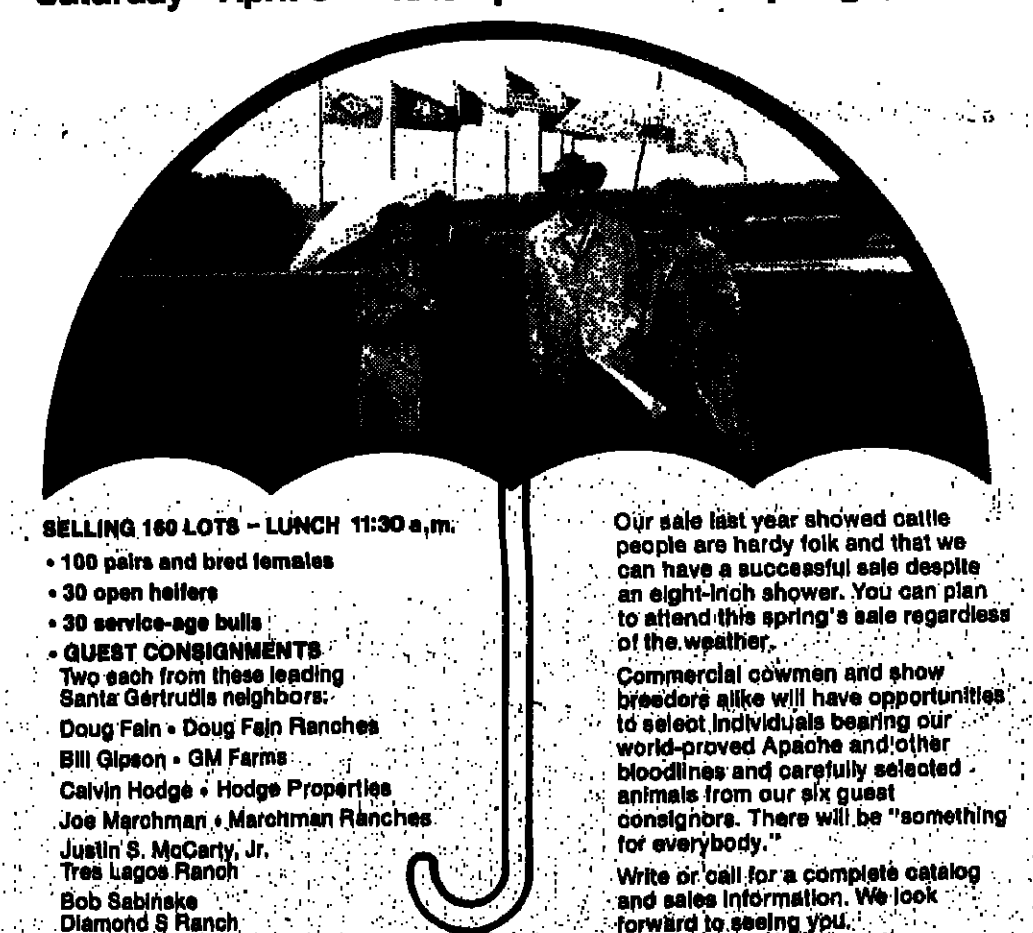 SELLING 160 LOTS – LUNCH 11:30 a.m.
• 100 pairs and bred females
• 30 open heifers
• 30 service-age bulls
• GUEST CONSIGNMENTS
Two each from these leading
Santa Gertrudis neighbors:
Doug Fain • Doug Fain Ranches
Bill Gipson • GM Farms
Calvin Hodge • Hodge Properties
Joe Marchman • Marchman Ranches
Justin S. McCarty, Jr.
Tres Lagos Ranch
Bob Sabinske
Diamond S Ranch
Our sale last year showed cattle
people are hardy folk and that we
can have a successful sale despite
an eight-inch shower. You can plan
to attend this spring's sale regardless
of the weather.
Commercial cowmen and show
breeders alike will have opportunities
to select individuals bearing our
world-proved Apache and other
bloodlines and carefully selected
animals from our six guest
consignors. There will be "something
for everybody."
Write or call for a complete catalog
and sales information. We look
forward to seeing you.